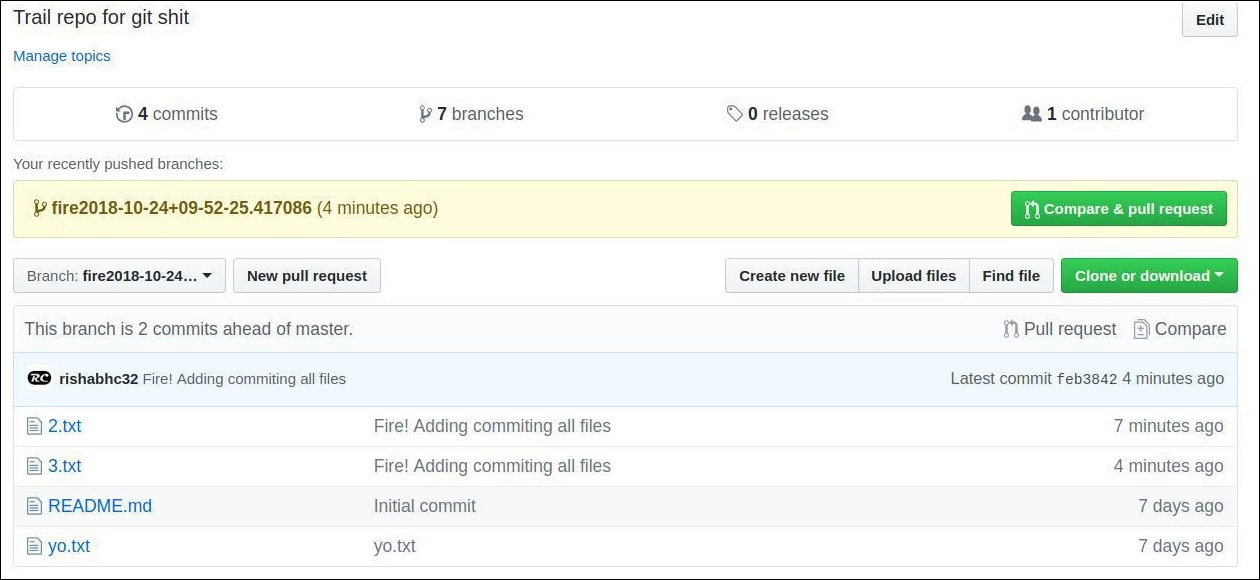 Trail repo for git shit
Edit
Manage topics
4 commits
7 branches
0 releases
1 contributor
Your recently pushed branches:
fire2018-10-24+09-52-25.417086 (4 minutes ago)
Compare & pull request
Branch: fire2018-10-24...
New pull request
Create new file
Upload files
Find file
Clone or download
This branch is 2 commits ahead of master.
Pull request
Compare
RC
rishabhc32 Fire! Adding commiting all files
Latest commit feb3842 4 minutes ago
2.txt
Fire! Adding commiting all files
7 minutes ago
3.txt
Fire! Adding commiting all files
4 minutes ago
README.md
Initial commit
7 days ago
yo.txt
yo.txt
7 days ago